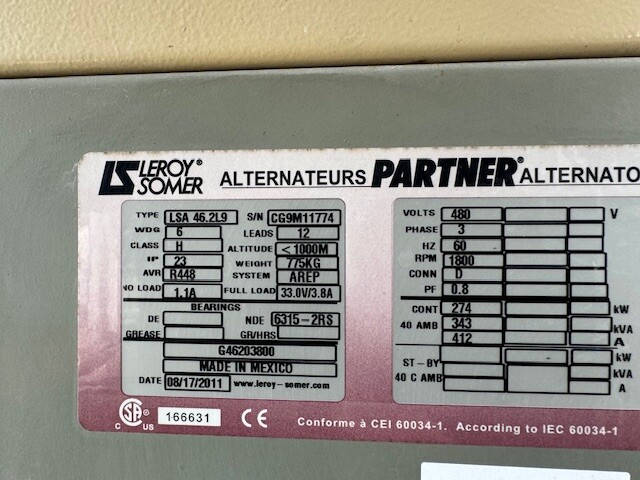 LS LEROY® SOMER ALTERNATEURS PARTNER® ALTERNATO
TYPE LSA 46.2L9 S/N CG9M11774
WDG 6 LEADS 12
CLASS H ALTITUDE <1000M
IP 23 WEIGHT 775KG
AVR R448 SYSTEM AREP
NO LOAD 1.1A FULL LOAD 33.0V/3.8A
BEARINGS
DE NDE 6315-2RS
GREASE GR/HRS
G46203800
MADE IN MEXICO
DATE 08/17/2011 www.leroy-somer.com
VOLTS 480 V
PHASE 3
HZ 60
RPM 1800
CONN D
PF 0.8
CONT 274 kW
40 AMB 343 kVA
412 A
ST-BY kW
40 C AMB kVA
A
C SA® US 166631 CE Conforme à CEI 60034-1. According to IEC 60034-1